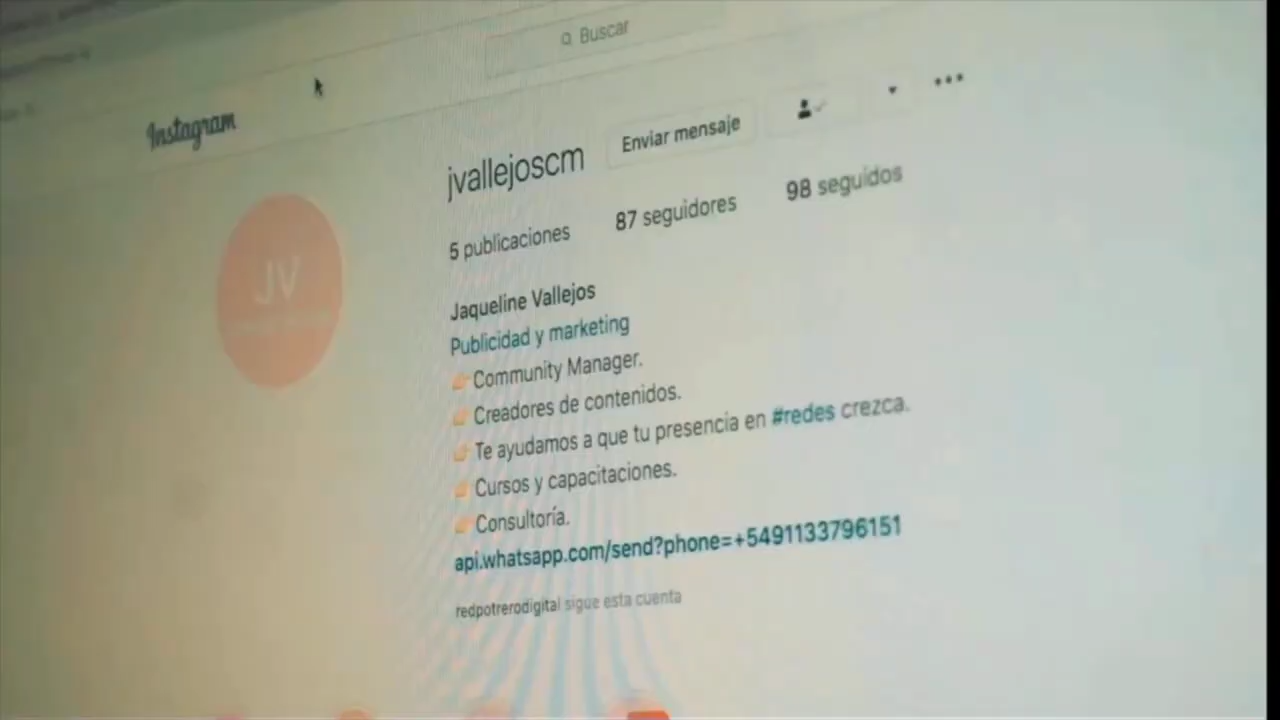 Buscar
Instagram
jvallejoscm Enviar mensaje
5 publicaciones 87 seguidores 98 seguidos
JV
Jaqueline Vallejos
Publicidad y marketing
👉Community Manager.
👉Creadores de contenidos.
👉Te ayudamos a que tu presencia en #redes crezca.
👉Cursos y capacitaciones.
👉Consultoría.
api.whatsapp.com/send?phone=+5491133796151
redpotrerodigital sigue esta cuenta